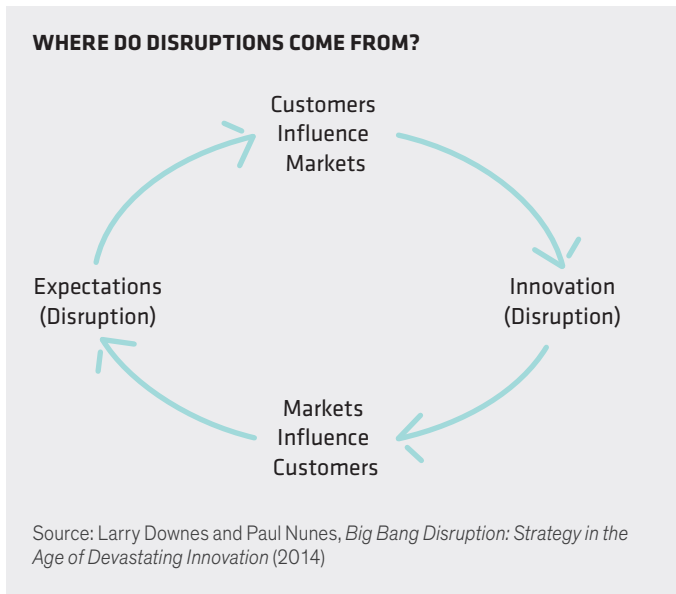 WHERE DO DISRUPTIONS COME FROM?
Customers
Influence
Markets
Expectations
(Disruption)
Innovation
(Disruption)
Markets
Influence
Customers
Source: Larry Downes and Paul Nunes, Big Bang Disruption: Strategy in the
Age of Devastating Innovation (2014)